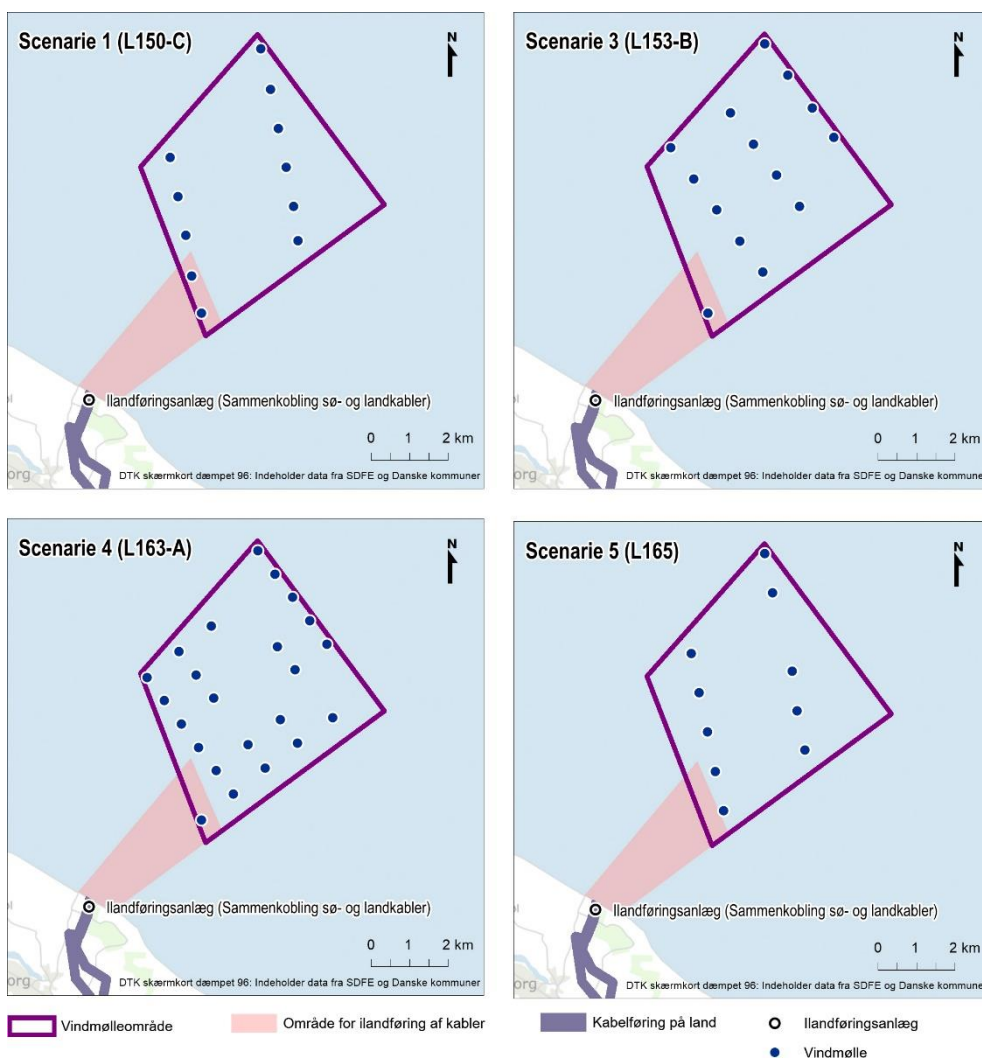 Scenarie 1 (L150-C)
N
Ilandføringsanlæg (Sammenkobling sø- og landkabler)
0 1 2 km
org
DTK skærmkort dæmpet 96: Indeholder data fra SDFE og Danske kommuner
Scenarie 3 (L153-B)
N
Ilandføringsanlæg (Sammenkobling sø- og landkabler)
0 1 2 km
org
DTK skærmkort dæmpet 96: Indeholder data fra SDFE og Danske kommuner
Scenarie 4 (L163-A)
N
Ilandføringsanlæg (Sammenkobling sø- og landkabler)
0 1 2 km
org
DTK skærmkort dæmpet 96: Indeholder data fra SDFE og Danske kommuner
Scenarie 5 (L165)
N
Ilandføringsanlæg (Sammenkobling sø- og landkabler)
0 1 2 km
org
DTK skærmkort dæmpet 96: Indeholder data fra SDFE og Danske kommuner
Vindmølleområde
Område for ilandføring af kabler
Kabelføring på land
Ilandføringsanlæg
Vindmølle